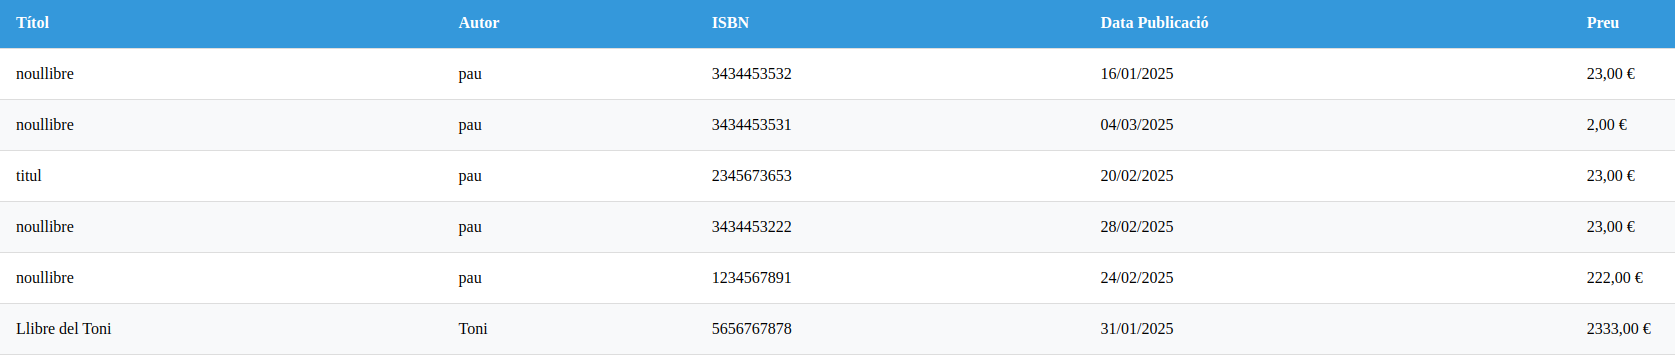 Títol Autor ISBN Data Publicació Preu
noullibre pau 3434453532 16/01/2025 23,00 €
noullibre pau 3434453531 04/03/2025 2,00 €
titul pau 2345673653 20/02/2025 23,00 €
noullibre pau 3434453222 28/02/2025 23,00 €
noullibre pau 1234567891 24/02/2025 222,00 €
Llibre del Toni Toni 5656767878 31/01/2025 2333,00 €